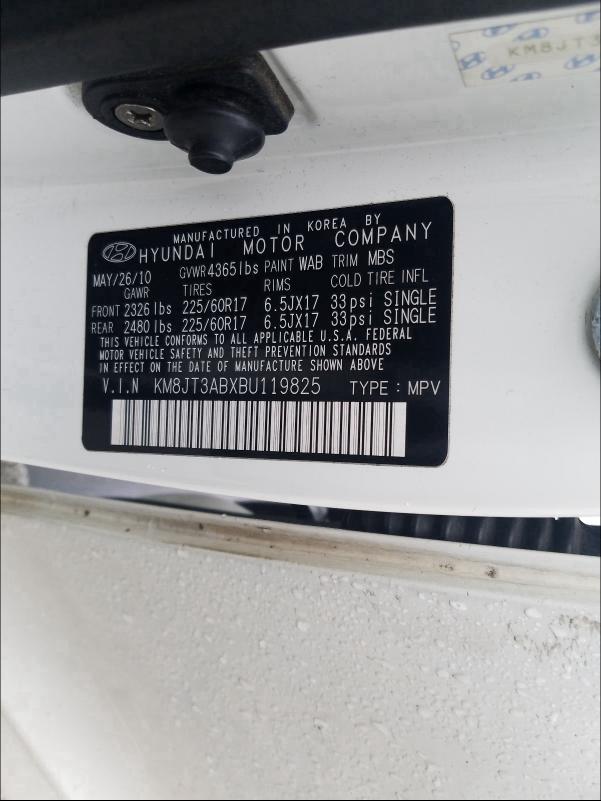 KM8JT3
MANUFACTURED IN KOREA BY
HYUNDAI MOTOR COMPANY
MAY/26/10 GVWR 4365lbs PAINT WAB TRIM MBS
GAWR TIRES RIMS COLD TIRE INFL
FRONT 2326 lbs 225/60R17 6.5JX17 33psi SINGLE
REAR 2480 lbs 225/60R17 6.5JX17 33psi SINGLE
THIS VEHICLE CONFORMS TO ALL APPLICABLE U.S.A. FEDERAL
MOTOR VEHICLE SAFETY AND THEFT PREVENTION STANDARDS
IN EFFECT ON THE DATE OF MANUFACTURE SHOWN ABOVE
V.I.N KM8JT3ABXBU119825 TYPE : MPV